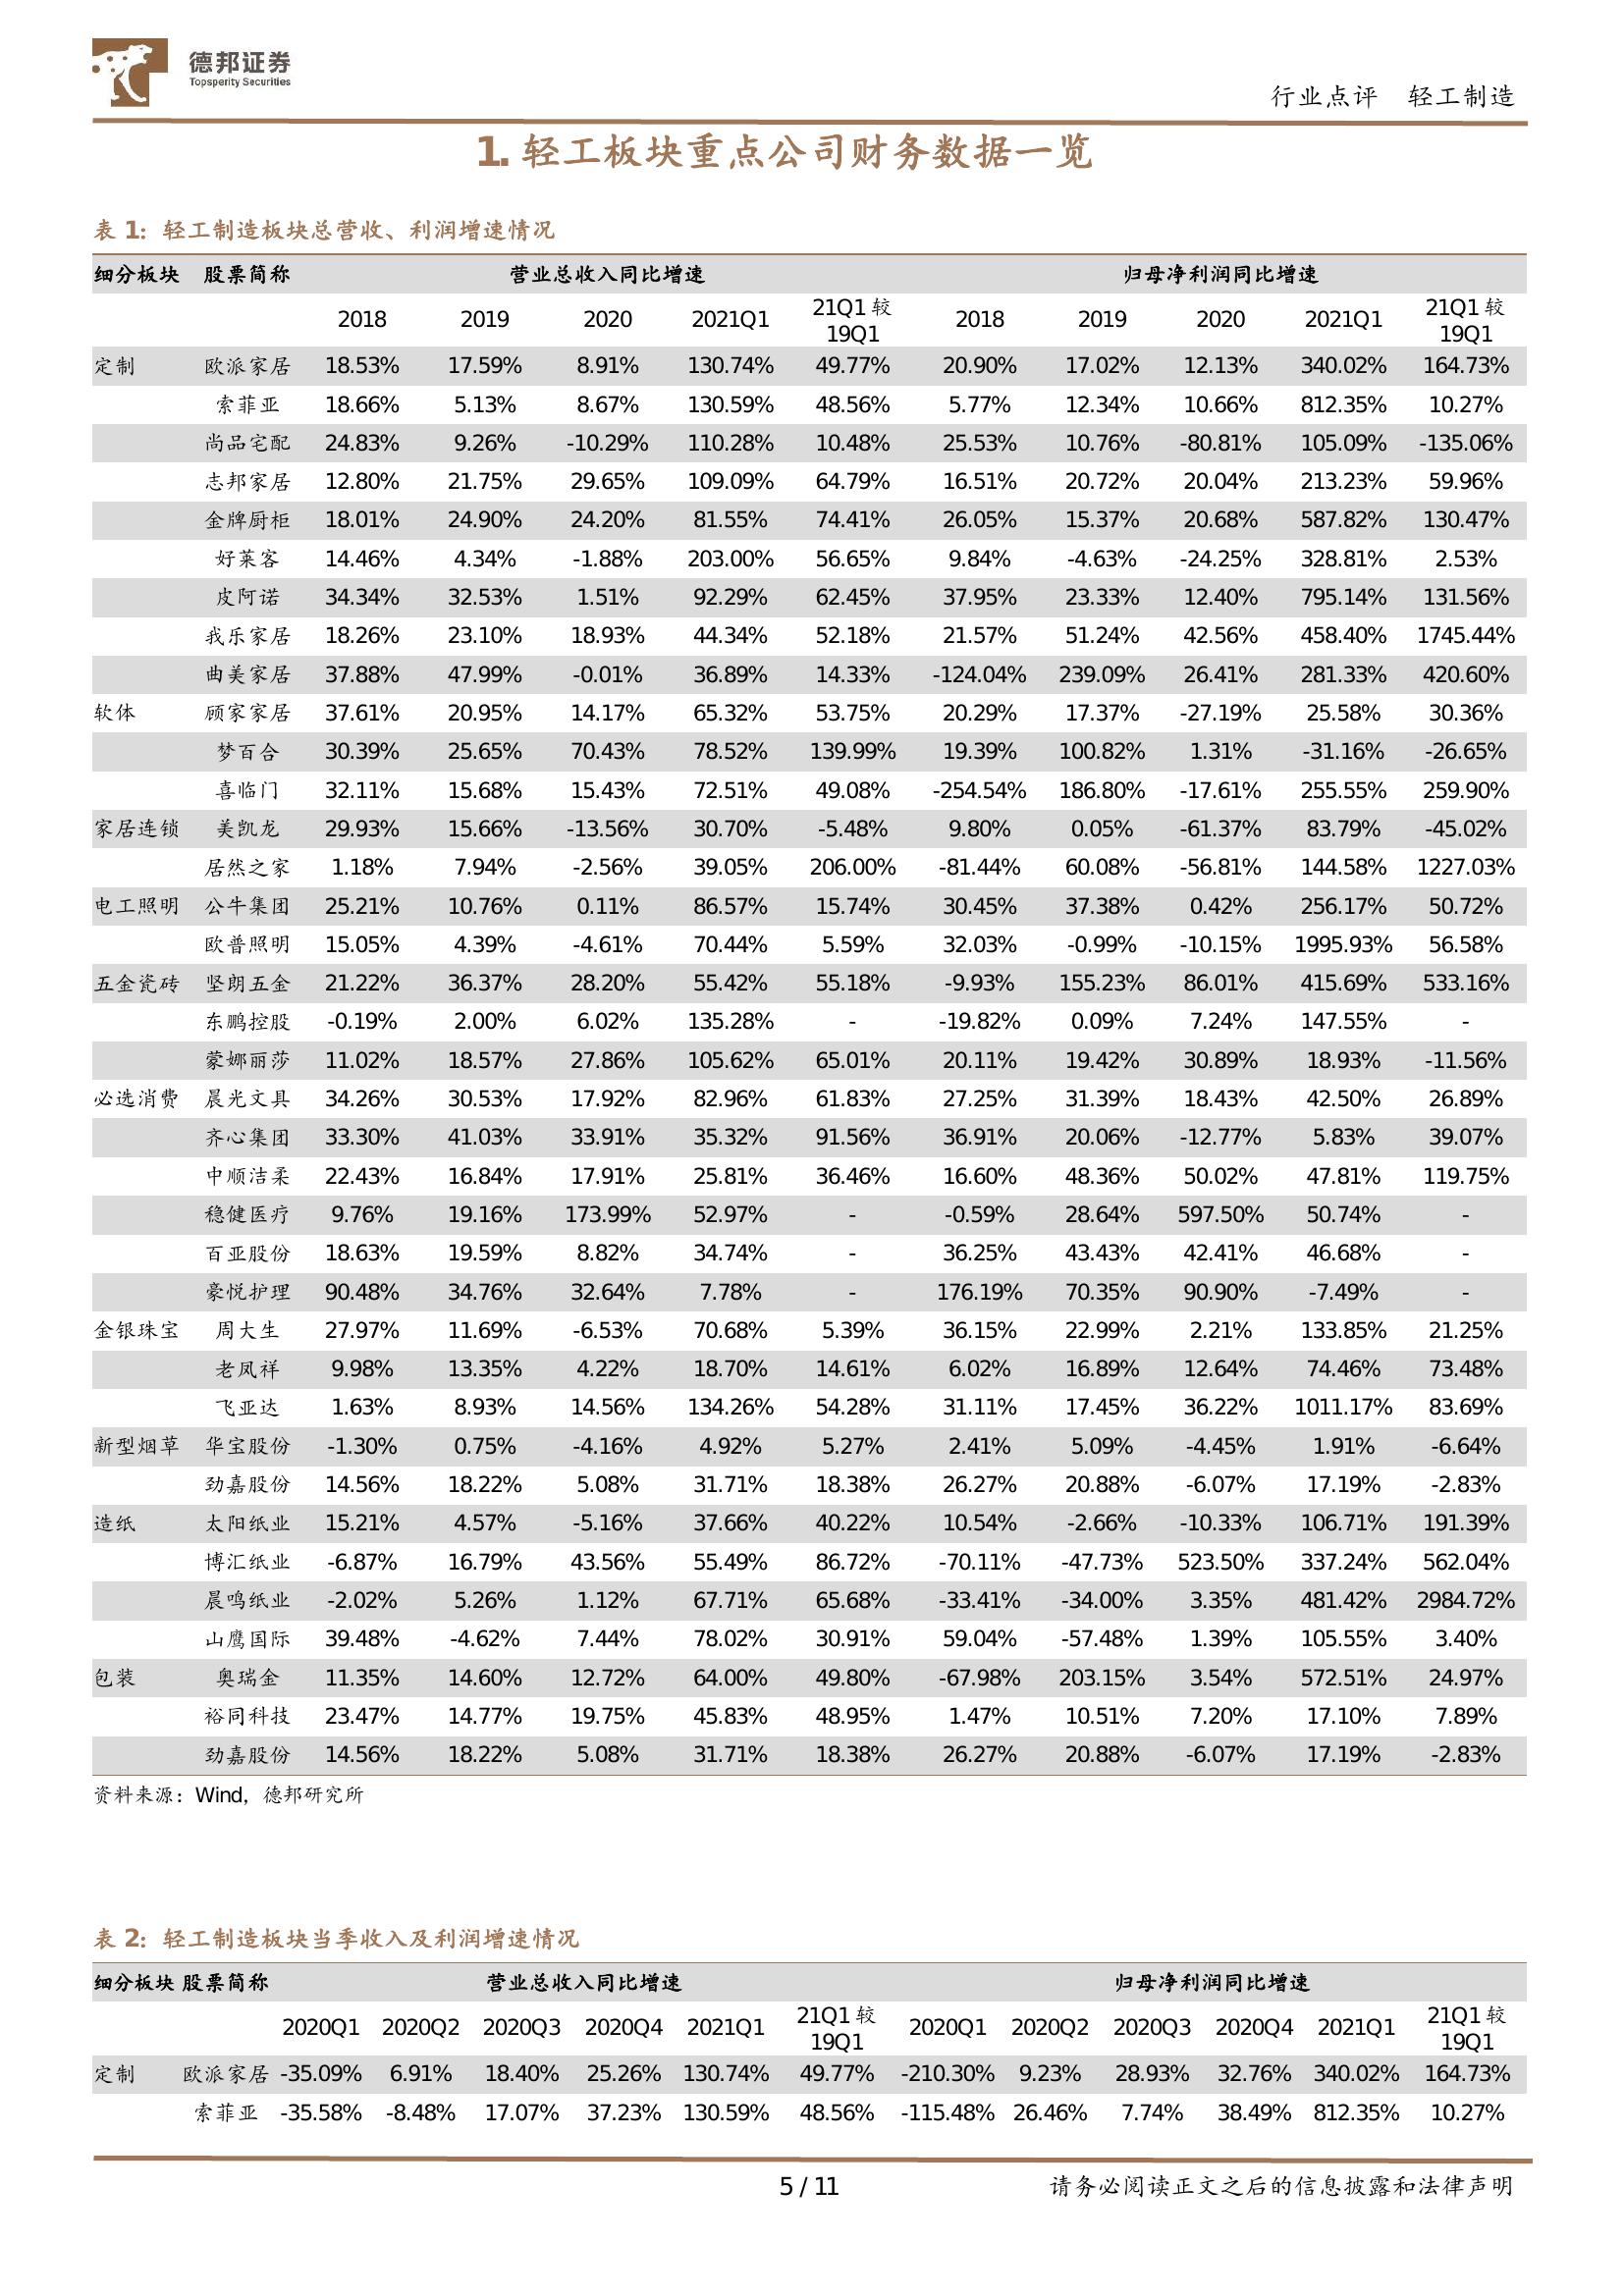 德邦证券
Topsperity Securities
行业点评 轻工制造
1. 轻工板块重点公司财务数据一览
表 1：轻工制造板块总营收、利润增速情况
细分板块 股票简称 营业总收入同比增速 归母净利润同比增速
2018 2019 2020 2021Q1 21Q1 较 19Q1 2018 2019 2020 2021Q1 21Q1 较 19Q1
定制 欧派家居 18.53% 17.59% 8.91% 130.74% 49.77% 20.90% 17.02% 12.13% 340.02% 164.73%
索菲亚 18.66% 5.13% 8.67% 130.59% 48.56% 5.77% 12.34% 10.66% 812.35% 10.27%
尚品宅配 24.83% 9.26% -10.29% 110.28% 10.48% 25.53% 10.76% -80.81% 105.09% -135.06%
志邦家居 12.80% 21.75% 29.65% 109.09% 64.79% 16.51% 20.72% 20.04% 213.23% 59.96%
金牌厨柜 18.01% 24.90% 24.20% 81.55% 74.41% 26.05% 15.37% 20.68% 587.82% 130.47%
好莱客 14.46% 4.34% -1.88% 203.00% 56.65% 9.84% -4.63% -24.25% 328.81% 2.53%
皮阿诺 34.34% 32.53% 1.51% 92.29% 62.45% 37.95% 23.33% 12.40% 795.14% 131.56%
我乐家居 18.26% 23.10% 18.93% 44.34% 52.18% 21.57% 51.24% 42.56% 458.40% 1745.44%
曲美家居 37.88% 47.99% -0.01% 36.89% 14.33% -124.04% 239.09% 26.41% 281.33% 420.60%
软体 顾家家居 37.61% 20.95% 14.17% 65.32% 53.75% 20.29% 17.37% -27.19% 25.58% 30.36%
梦百合 30.39% 25.65% 70.43% 78.52% 139.99% 19.39% 100.82% 1.31% -31.16% -26.65%
喜临门 32.11% 15.68% 15.43% 72.51% 49.08% -254.54% 186.80% -17.61% 255.55% 259.90%
家居连锁 美凯龙 29.93% 15.66% -13.56% 30.70% -5.48% 9.80% 0.05% -61.37% 83.79% -45.02%
居然之家 1.18% 7.94% -2.56% 39.05% 206.00% -81.44% 60.08% -56.81% 144.58% 1227.03%
电工照明 公牛集团 25.21% 10.76% 0.11% 86.57% 15.74% 30.45% 37.38% 0.42% 256.17% 50.72%
欧普照明 15.05% 4.39% -4.61% 70.44% 5.59% 32.03% -0.99% -10.15% 1995.93% 56.58%
五金瓷砖 坚朗五金 21.22% 36.37% 28.20% 55.42% 55.18% -9.93% 155.23% 86.01% 415.69% 533.16%
东鹏控股 -0.19% 2.00% 6.02% 135.28% - -19.82% 0.09% 7.24% 147.55% -
蒙娜丽莎 11.02% 18.57% 27.86% 105.62% 65.01% 20.11% 19.42% 30.89% 18.93% -11.56%
必选消费 晨光文具 34.26% 30.53% 17.92% 82.96% 61.83% 27.25% 31.39% 18.43% 42.50% 26.89%
齐心集团 33.30% 41.03% 33.91% 35.32% 91.56% 36.91% 20.06% -12.77% 5.83% 39.07%
中顺洁柔 22.43% 16.84% 17.91% 25.81% 36.46% 16.60% 48.36% 50.02% 47.81% 119.75%
稳健医疗 9.76% 19.16% 173.99% 52.97% - -0.59% 28.64% 597.50% 50.74% -
百亚股份 18.63% 19.59% 8.82% 34.74% - 36.25% 43.43% 42.41% 46.68% -
豪悦护理 90.48% 34.76% 32.64% 7.78% - 176.19% 70.35% 90.90% -7.49% -
金银珠宝 周大生 27.97% 11.69% -6.53% 70.68% 5.39% 36.15% 22.99% 2.21% 133.85% 21.25%
老凤祥 9.98% 13.35% 4.22% 18.70% 14.61% 6.02% 16.89% 12.64% 74.46% 73.48%
飞亚达 1.63% 8.93% 14.56% 134.26% 54.28% 31.11% 17.45% 36.22% 1011.17% 83.69%
新型烟草 华宝股份 -1.30% 0.75% -4.16% 4.92% 5.27% 2.41% 5.09% -4.45% 1.91% -6.64%
劲嘉股份 14.56% 18.22% 5.08% 31.71% 18.38% 26.27% 20.88% -6.07% 17.19% -2.83%
造纸 太阳纸业 15.21% 4.57% -5.16% 37.66% 40.22% 10.54% -2.66% -10.33% 106.71% 191.39%
博汇纸业 -6.87% 16.79% 43.56% 55.49% 86.72% -70.11% -47.73% 523.50% 337.24% 562.04%
晨鸣纸业 -2.02% 5.26% 1.12% 67.71% 65.68% -33.41% -34.00% 3.35% 481.42% 2984.72%
山鹰国际 39.48% -4.62% 7.44% 78.02% 30.91% 59.04% -57.48% 1.39% 105.55% 3.40%
包装 奥瑞金 11.35% 14.60% 12.72% 64.00% 49.80% -67.98% 203.15% 3.54% 572.51% 24.97%
裕同科技 23.47% 14.77% 19.75% 45.83% 48.95% 1.47% 10.51% 7.20% 17.10% 7.89%
劲嘉股份 14.56% 18.22% 5.08% 31.71% 18.38% 26.27% 20.88% -6.07% 17.19% -2.83%
资料来源：Wind，德邦研究所
表 2：轻工制造板块当季收入及利润增速情况
细分板块 股票简称 营业总收入同比增速 归母净利润同比增速
2020Q1 2020Q2 2020Q3 2020Q4 2021Q1 21Q1 较 19Q1 2020Q1 2020Q2 2020Q3 2020Q4 2021Q1 21Q1 较 19Q1
定制 欧派家居 -35.09% 6.91% 18.40% 25.26% 130.74% 49.77% -210.30% 9.23% 28.93% 32.76% 340.02% 164.73%
索菲亚 -35.58% -8.48% 17.07% 37.23% 130.59% 48.56% -115.48% 26.46% 7.74% 38.49% 812.35% 10.27%
5 / 11
请务必阅读正文之后的信息披露和法律声明